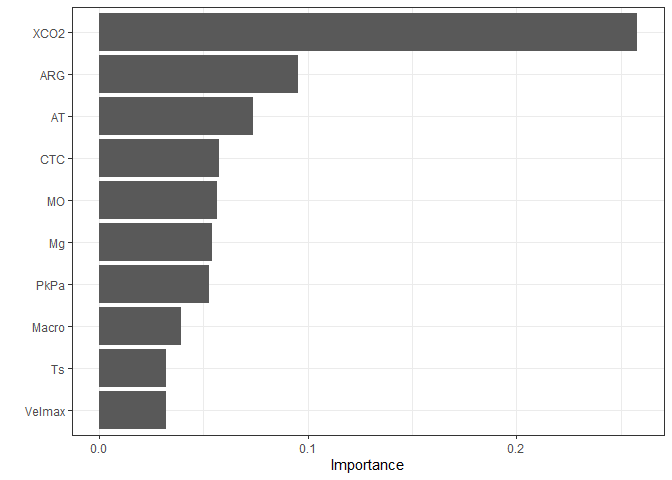 XCO2
ARG
AT
CTC
MO
Mg
PkPa
Macro
Ts
Velmax
0.0 0.1 0.2
Importance